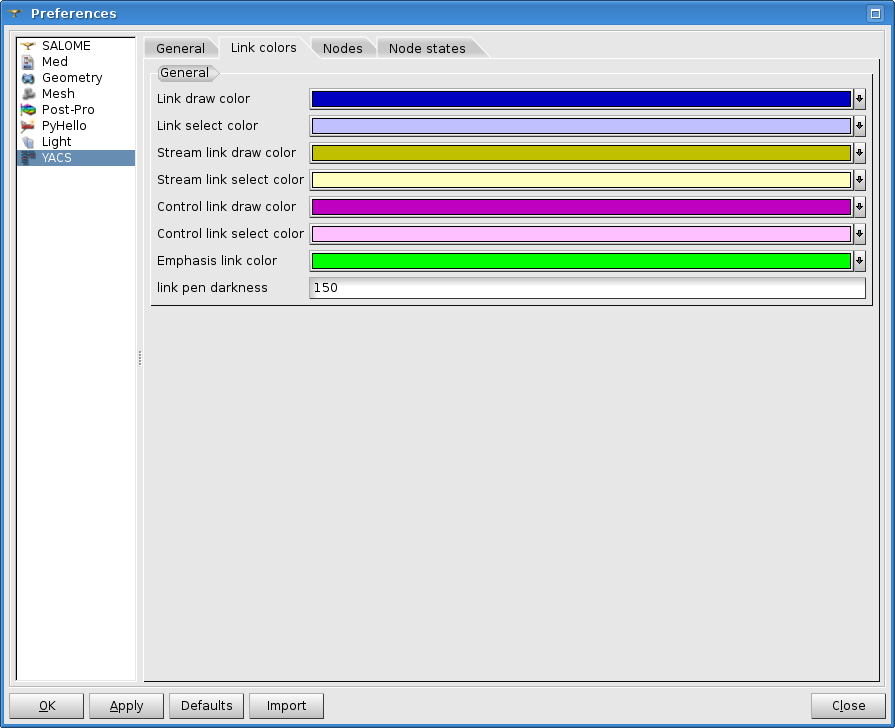 Preferences
SALOME
Med
Geometry
Mesh
Post-Pro
PyHello
Light
YACS
General
Link colors
Nodes
Node states
General
Link draw color
Link select color
Stream link draw color
Stream link select color
Control link draw color
Control link select color
Emphasis link color
link pen darkness
150
OK
Apply
Defaults
Import
Close